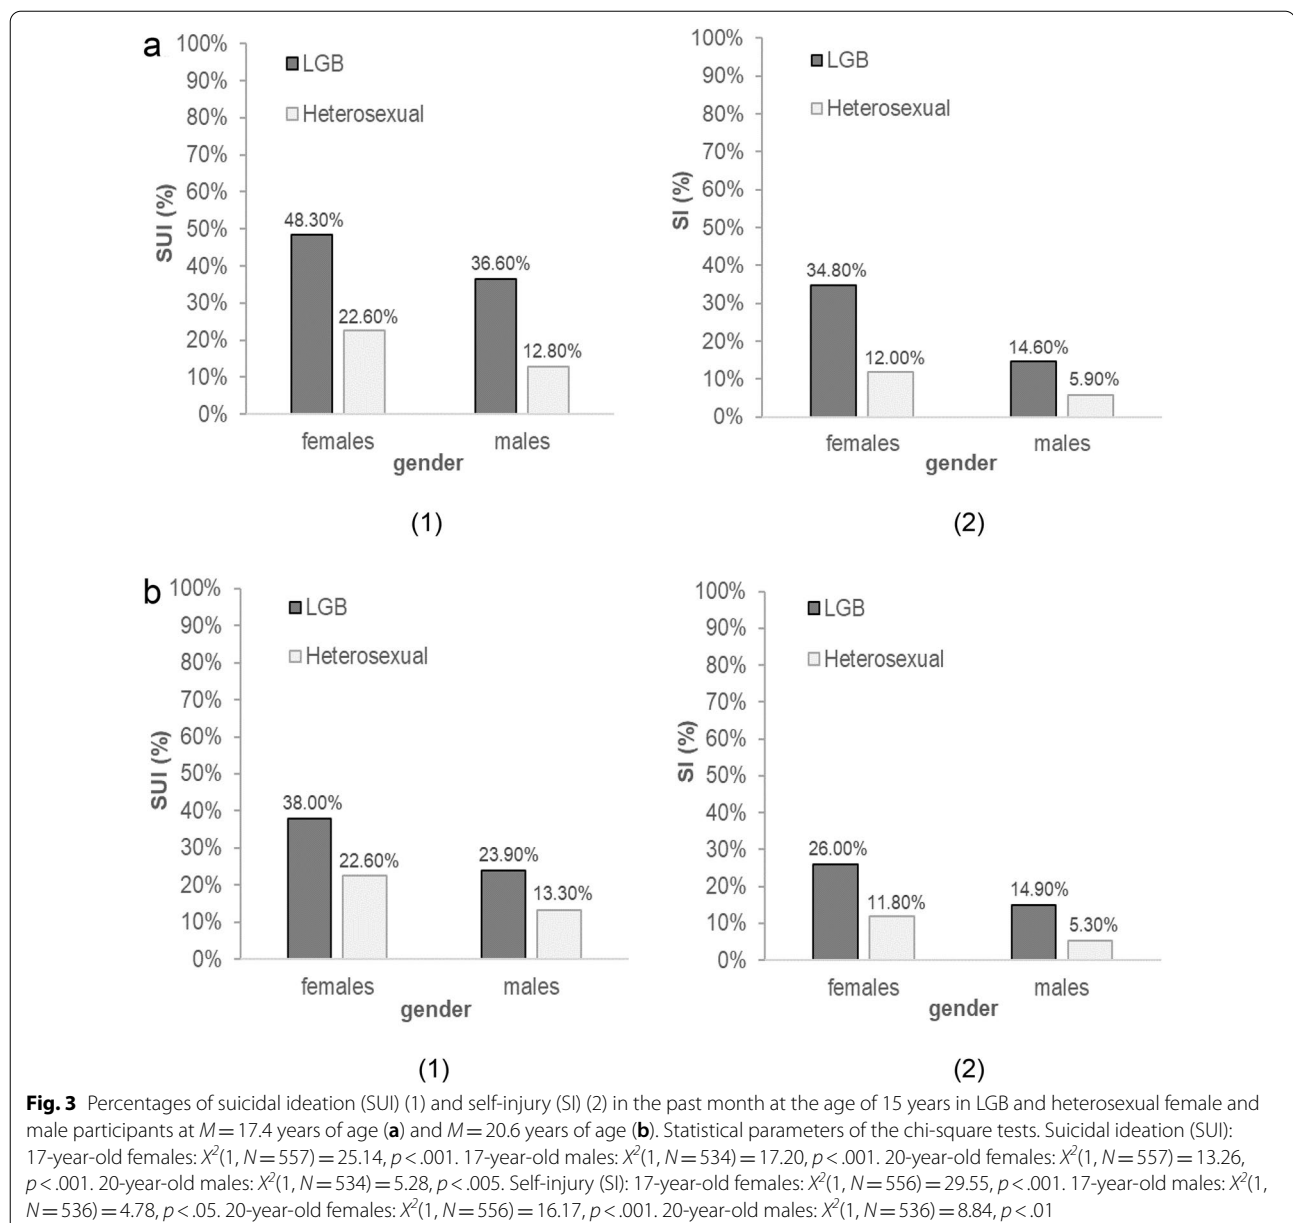 a
100%
90%
80%
70%
60%
50%
40%
30%
20%
10%
0%
SUI (%)
LGB
Heterosexual
48.30%
22.60%
36.60%
12.80%
females
males
gender
(1)
100%
90%
80%
70%
60%
50%
40%
30%
20%
10%
0%
SI (%)
LGB
Heterosexual
34.80%
12.00%
14.60%
5.90%
females
males
gender
(2)
b
100%
90%
80%
70%
60%
50%
40%
30%
20%
10%
0%
SUI (%)
LGB
Heterosexual
38.00%
22.60%
23.90%
13.30%
females
males
gender
(1)
100%
90%
80%
70%
60%
50%
40%
30%
20%
10%
0%
SI (%)
LGB
Heterosexual
26.00%
11.80%
14.90%
5.30%
females
males
gender
(2)
Fig. 3 Percentages of suicidal ideation (SUI) (1) and self-injury (SI) (2) in the past month at the age of 15 years in LGB and heterosexual female and
male participants at M = 17.4 years of age (a) and M = 20.6 years of age (b). Statistical parameters of the chi-square tests. Suicidal ideation (SUI):
17-year-old females: X²(1, N = 557) = 25.14, p < .001. 17-year-old males: X²(1, N = 534) = 17.20, p < .001. 20-year-old females: X²(1, N = 557) = 13.26,
p < .001. 20-year-old males: X²(1, N = 534) = 5.28, p < .005. Self-injury (SI): 17-year-old females: X²(1, N = 556) = 29.55, p < .001. 17-year-old males: X²(1,
N = 536) = 4.78, p < .05. 20-year-old females: X²(1, N = 556) = 16.17, p < .001. 20-year-old males: X²(1, N = 536) = 8.84, p < .01